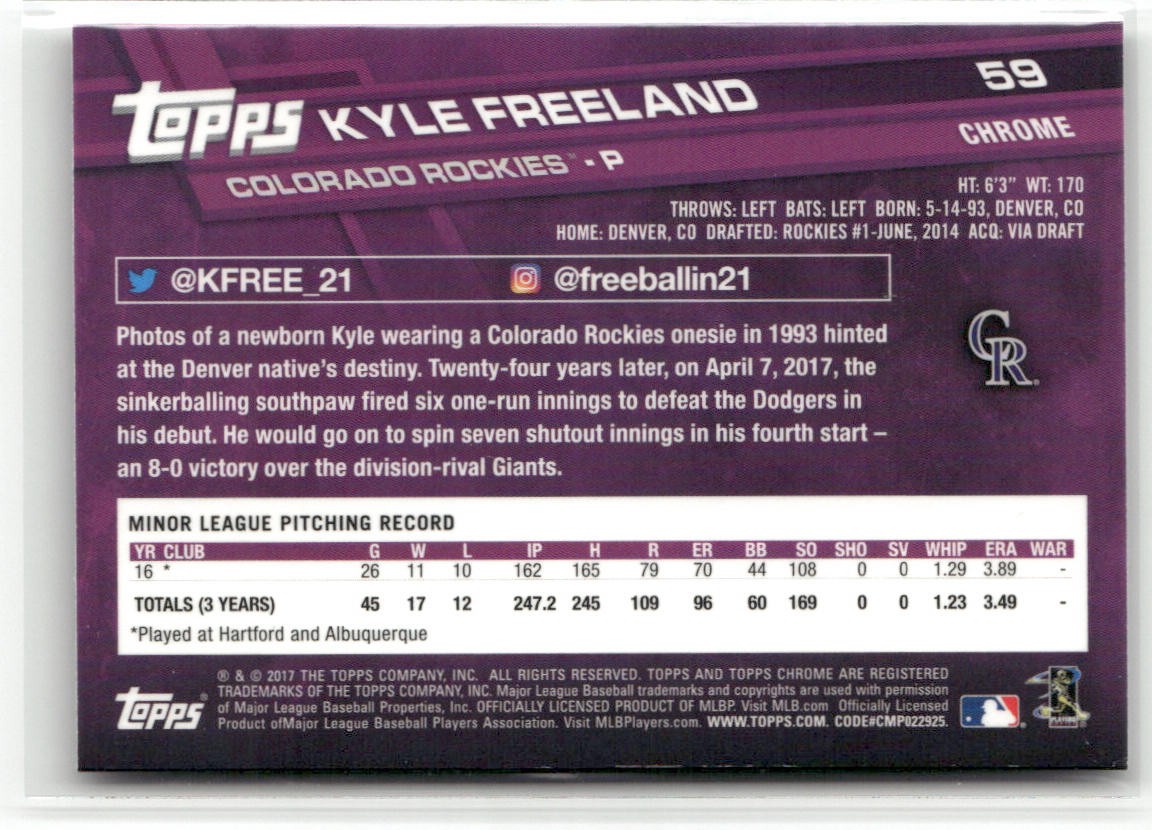 59
TOPPS KYLE FREELAND
CHROME
COLORADO ROCKIES™ - P
HT: 6'3" WT: 170
THROWS: LEFT BATS: LEFT BORN: 5-14-93, DENVER, CO
HOME: DENVER, CO DRAFTED: ROCKIES #1-JUNE, 2014 ACQ: VIA DRAFT
@KFREE_21 @freeballin21
Photos of a newborn Kyle wearing a Colorado Rockies onesie in 1993 hinted
at the Denver native's destiny. Twenty-four years later, on April 7, 2017, the
sinkerballing southpaw fired six one-run innings to defeat the Dodgers in
his debut. He would go on to spin seven shutout innings in his fourth start –
an 8-0 victory over the division-rival Giants.
CR
MINOR LEAGUE PITCHING RECORD
YR CLUB G W L IP H R ER BB SO SHO SV WHIP ERA WAR
16 * 26 11 10 162 165 79 70 44 108 0 0 1.29 3.89 -
TOTALS (3 YEARS) 45 17 12 247.2 245 109 96 60 169 0 0 1.23 3.49 -
*Played at Hartford and Albuquerque
® & © 2017 THE TOPPS COMPANY, INC. ALL RIGHTS RESERVED. TOPPS AND TOPPS CHROME ARE REGISTERED
TRADEMARKS OF THE TOPPS COMPANY, INC. Major League Baseball trademarks and copyrights are used with permission
of Major League Baseball Properties, Inc. OFFICIALLY LICENSED PRODUCT OF MLBP. Visit MLB.com Officially Licensed
Product ofMajor League Baseball Players Association. Visit MLBPlayers.com. WWW.TOPPS.COM. CODE#CMP022925.
TOPPS®
PLAYERS